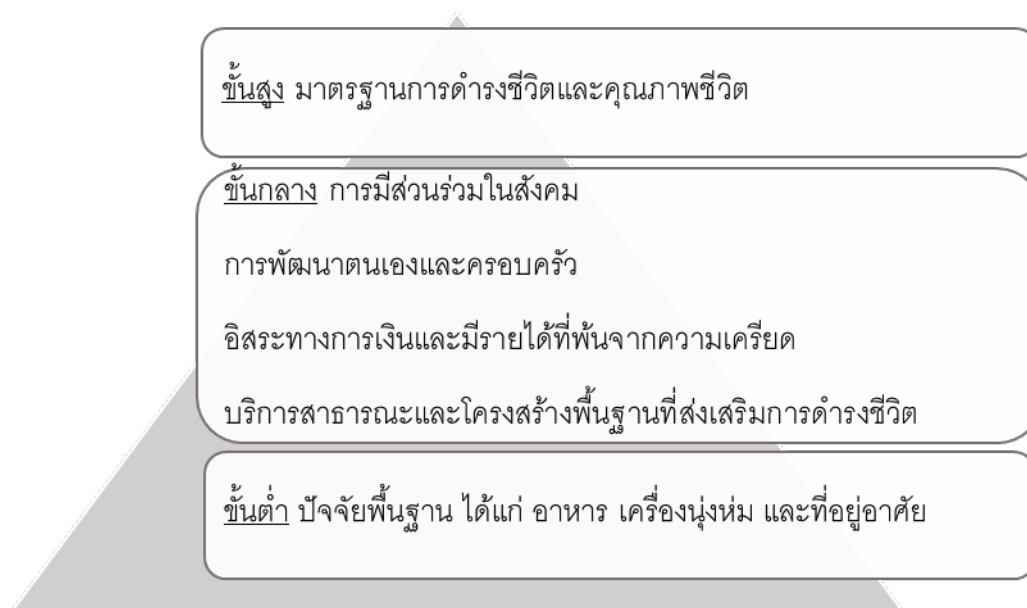 ขั้นสูง มาตรฐานการดำรงชีวิตและคุณภาพชีวิต
ขั้นกลาง การมีส่วนร่วมในสังคม
การพัฒนาตนเองและครอบครัว
อิสระทางการเงินและมีรายได้ที่พ้นจากความเครียด
บริการสาธารณะและโครงสร้างพื้นฐานที่ส่งเสริมการดำรงชีวิต
ขั้นต่ำ ปัจจัยพื้นฐาน ได้แก่ อาหาร เครื่องนุ่งห่ม และที่อยู่อาศัย